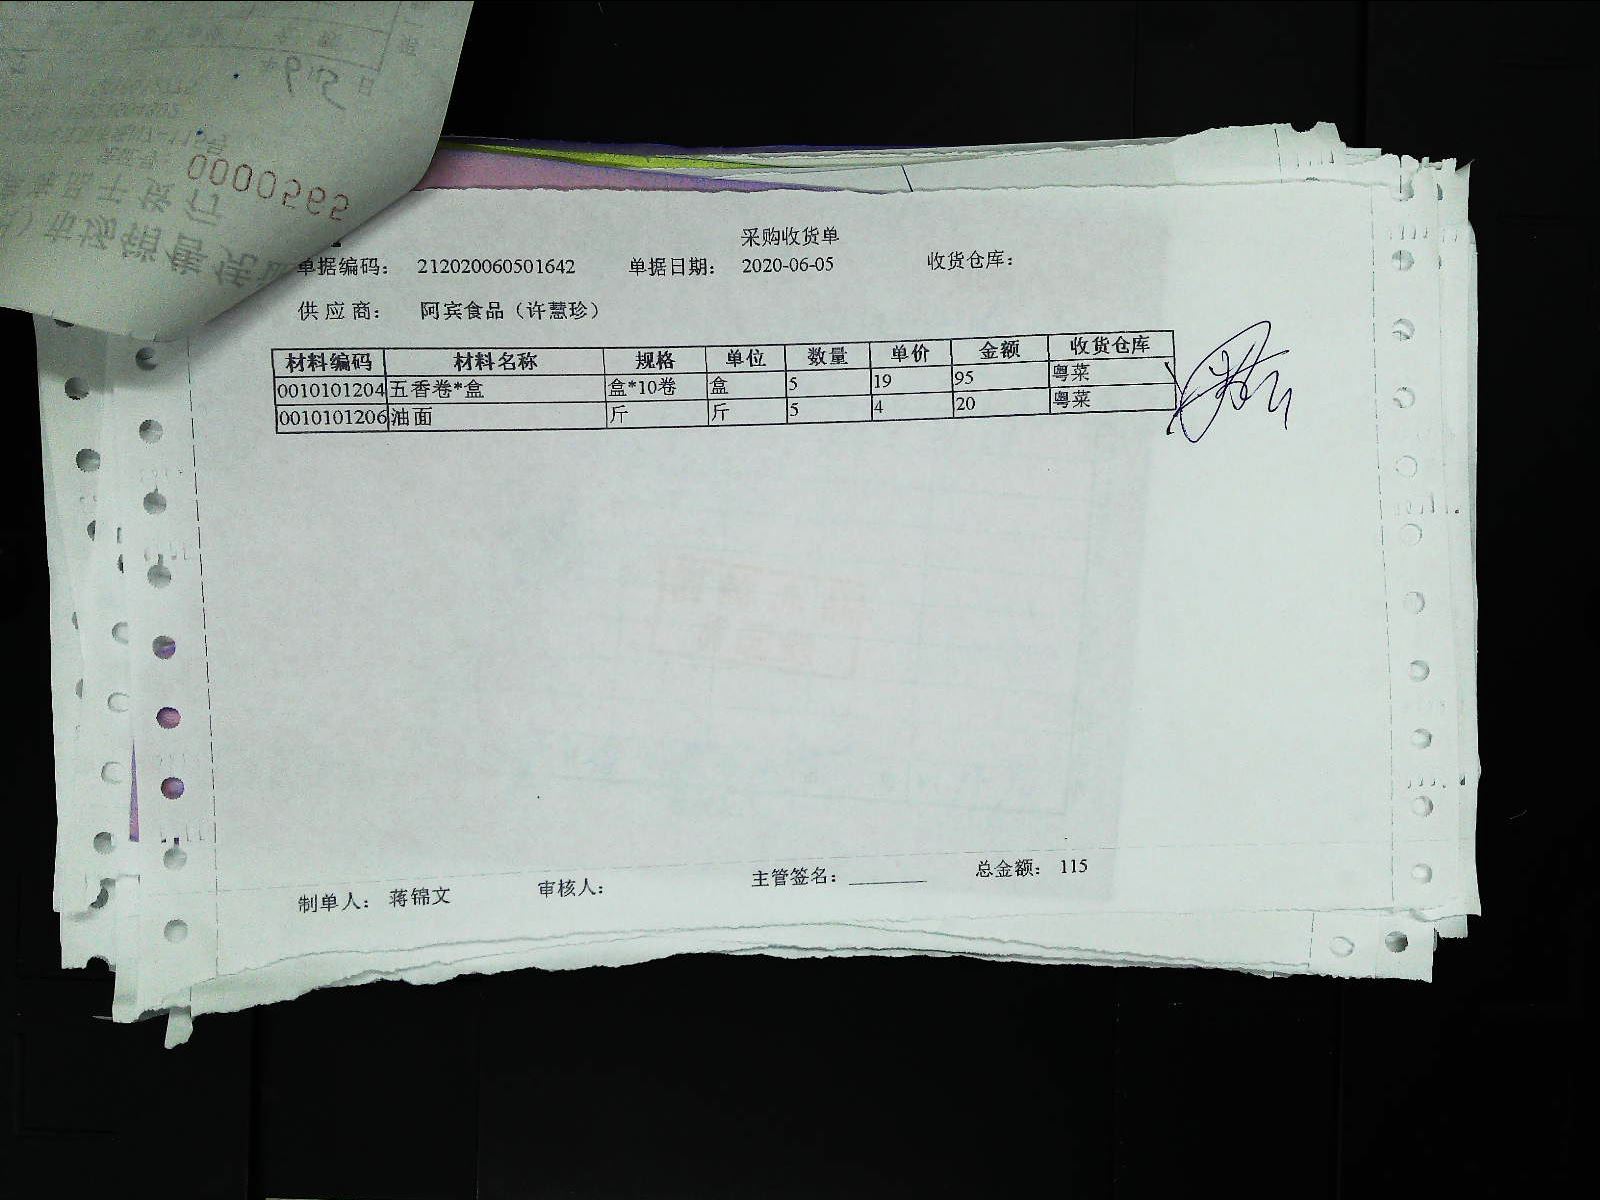 0000595
采购收货单
单据编码： 212020060501642 单据日期： 2020-06-05 收货仓库：
供应商： 阿宾食品（许慧珍）
材料编码 材料名称 规格 单位 数量 单价 金额 收货仓库
0010101204 五香卷*盒 盒*10卷 盒 5 19 95 粤菜
0010101206 油面 斤 斤 5 4 20 粤菜
制单人： 蒋锦文 审核人： 主管签名：________ 总金额： 115